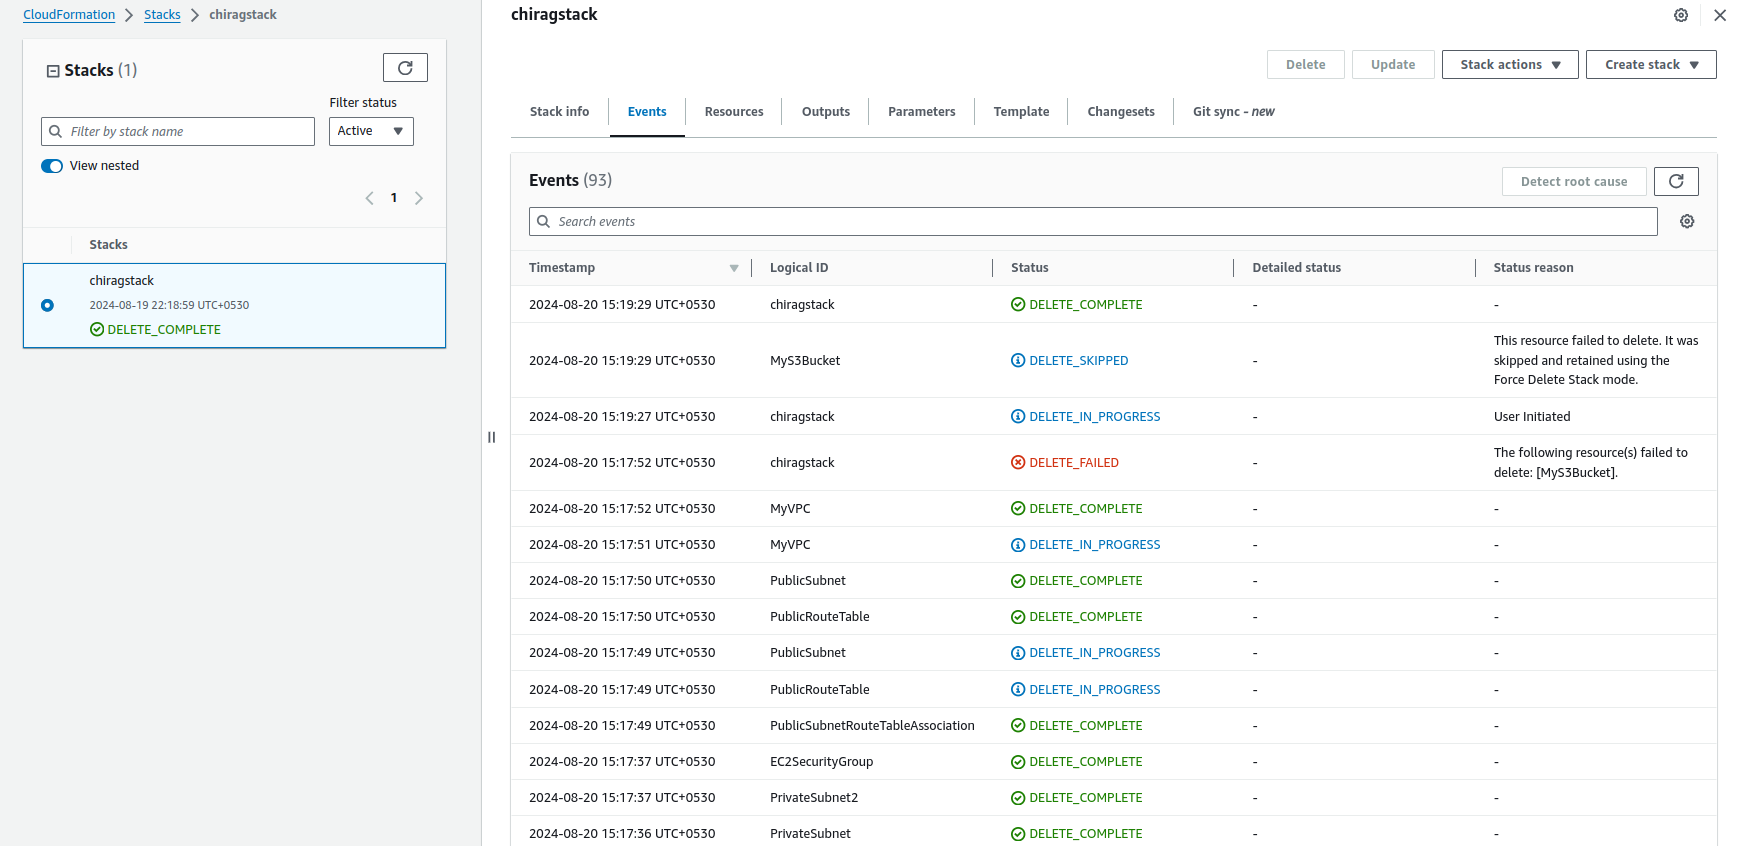 CloudFormation > Stacks > chiragstack
Stacks (1)
Filter status
Filter by stack name
Active
View nested
1
Stacks
chiragstack
2024-08-19 22:18:59 UTC+0530
DELETE_COMPLETE
chiragstack
Delete Update Stack actions Create stack
Stack info Events Resources Outputs Parameters Template Changesets Git sync - new
Events (93)
Detect root cause
Search events
Timestamp Logical ID Status Detailed status Status reason
2024-08-20 15:19:29 UTC+0530 chiragstack DELETE_COMPLETE - -
2024-08-20 15:19:29 UTC+0530 MyS3Bucket DELETE_SKIPPED - This resource failed to delete. It was
skipped and retained using the
Force Delete Stack mode.
2024-08-20 15:19:27 UTC+0530 chiragstack DELETE_IN_PROGRESS - User Initiated
2024-08-20 15:17:52 UTC+0530 chiragstack DELETE_FAILED - The following resource(s) failed to
delete: [MyS3Bucket].
2024-08-20 15:17:52 UTC+0530 MyVPC DELETE_COMPLETE - -
2024-08-20 15:17:51 UTC+0530 MyVPC DELETE_IN_PROGRESS - -
2024-08-20 15:17:50 UTC+0530 PublicSubnet DELETE_COMPLETE - -
2024-08-20 15:17:50 UTC+0530 PublicRouteTable DELETE_COMPLETE - -
2024-08-20 15:17:49 UTC+0530 PublicSubnet DELETE_IN_PROGRESS - -
2024-08-20 15:17:49 UTC+0530 PublicRouteTable DELETE_IN_PROGRESS - -
2024-08-20 15:17:49 UTC+0530 PublicSubnetRouteTableAssociation DELETE_COMPLETE - -
2024-08-20 15:17:37 UTC+0530 EC2SecurityGroup DELETE_COMPLETE - -
2024-08-20 15:17:37 UTC+0530 PrivateSubnet2 DELETE_COMPLETE - -
2024-08-20 15:17:36 UTC+0530 PrivateSubnet DELETE_COMPLETE - -